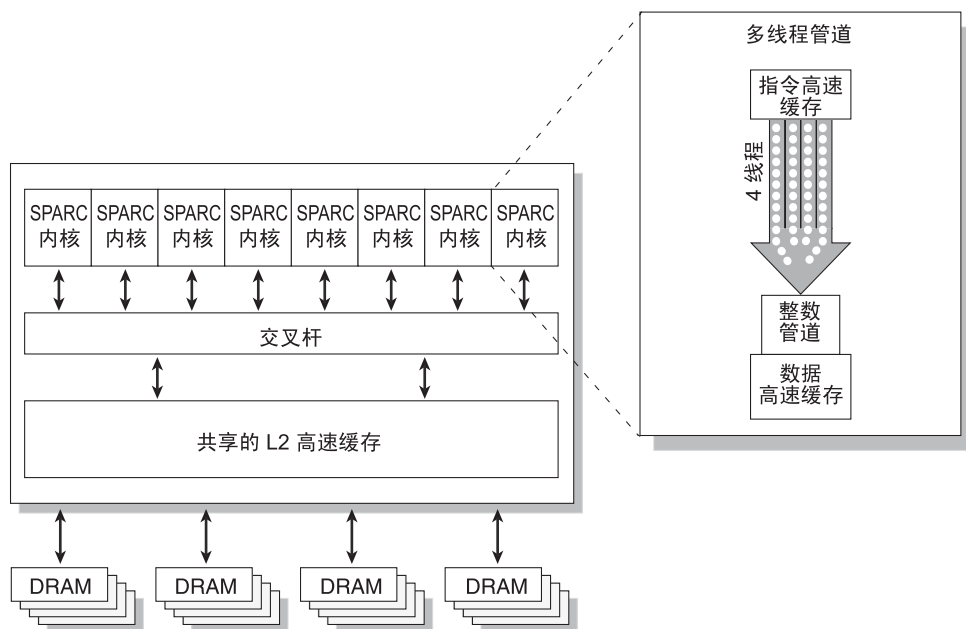 多线程管道
指令高速
缓存
4 线程
整数
管道
数据
高速缓存
SPARC
内核
SPARC
内核
SPARC
内核
SPARC
内核
SPARC
内核
SPARC
内核
SPARC
内核
SPARC
内核
交叉杆
共享的 L2 高速缓存
DRAM
DRAM
DRAM
DRAM